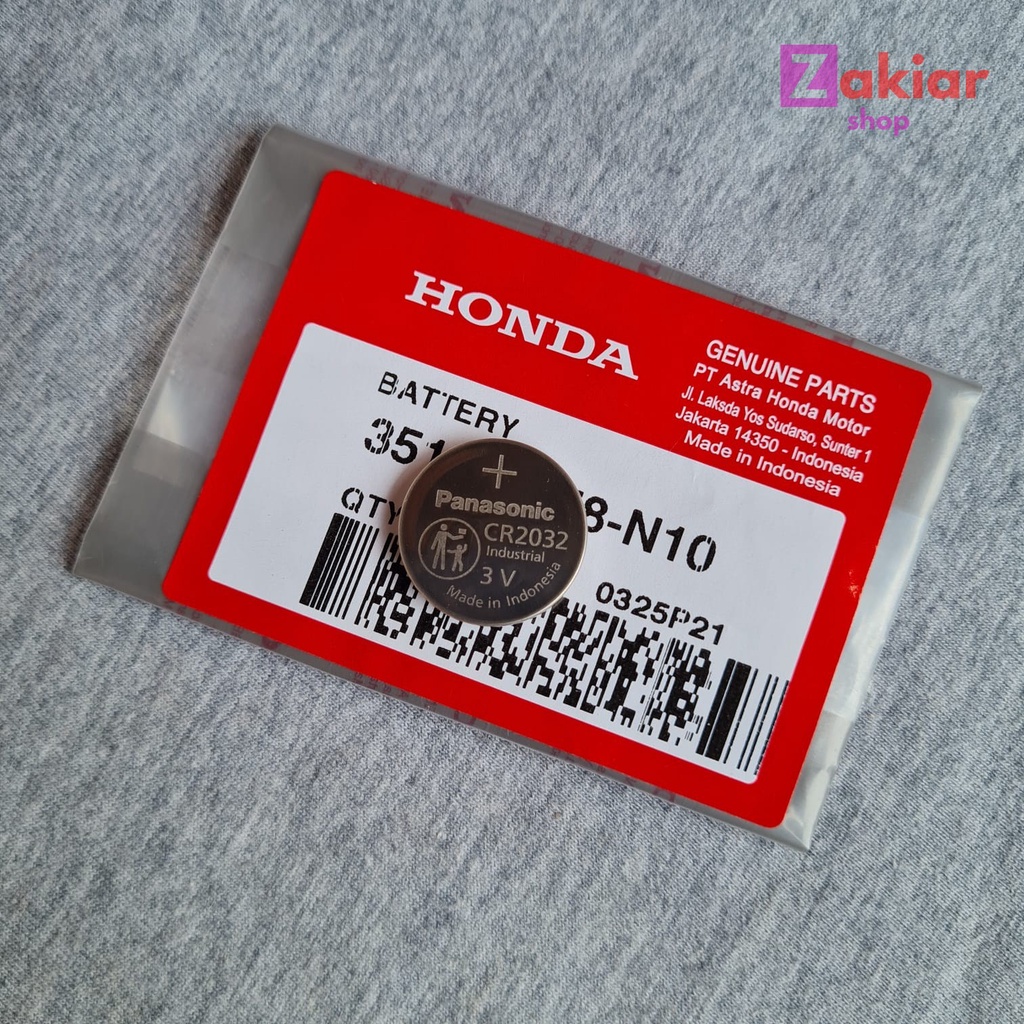 Zakiar
shop
HONDA
GENUINE PARTS
PT Astra Honda Motor
Jl. Laksda Yos Sudarso, Sunter 1
Jakarta 14350 - Indonesia
Made in Indonesia
BATTERY
351 8-N10
QTY
0325P21
+
Panasonic
CR2032
Industrial
3 V
Made in Indonesia